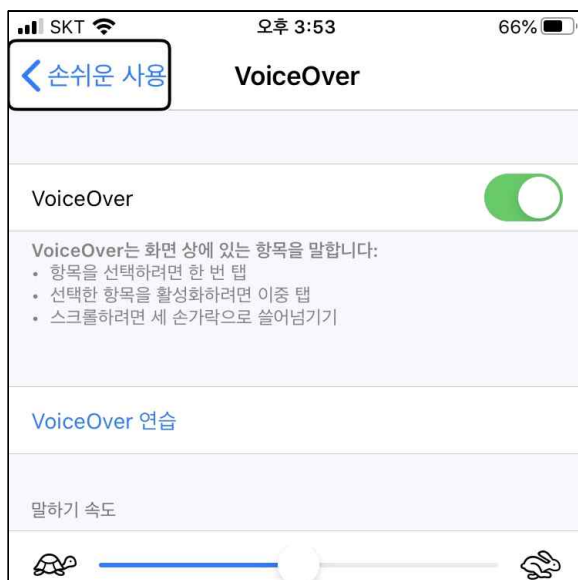 SKT 오후 3:53 66%
손쉬운 사용 VoiceOver
VoiceOver
VoiceOver는 화면 상에 있는 항목을 말합니다:
• 항목을 선택하려면 한 번 탭
• 선택한 항목을 활성화하려면 이중 탭
• 스크롤하려면 세 손가락으로 쓸어넘기기
VoiceOver 연습
말하기 속도